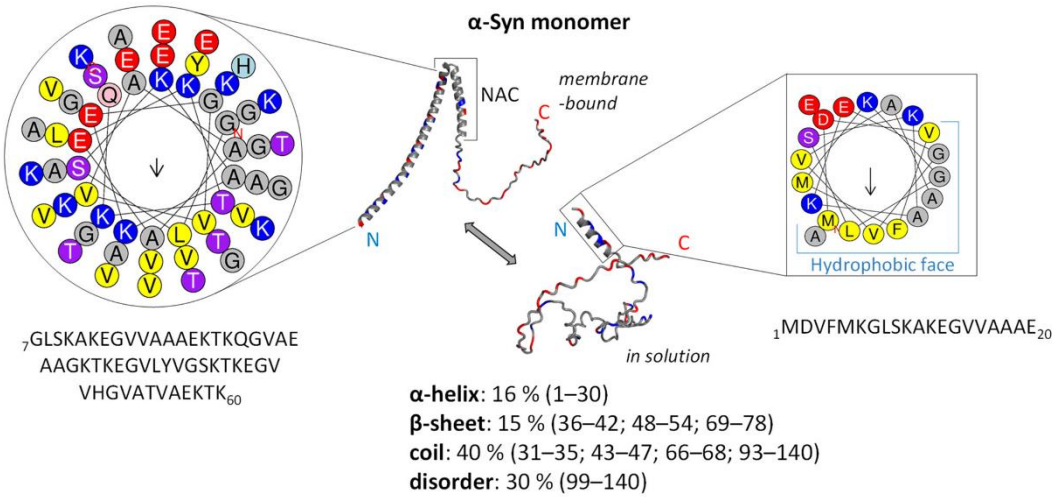 α-Syn monomer
A E E E
K E E Y H
S A K K K
V G Q G G K
E G
A L E N A G T
K A S A A G
V K V T V K
T G K K A L V T G
V A V V T
NAC
membrane
-bound
C
N
N
C
in solution
E D E K A K
S V
V G
M G
K A
A M N L V F A
Hydrophobic face
7GLSKAKEGVVAAAEKTKQGVAE
AAGKTKEGVLYVGSKTKEGV
VHGVATVAEKTK60
1MDVFMKGLSKAKEGVVAAAE20
α-helix: 16 % (1–30)
β-sheet: 15 % (36–42; 48–54; 69–78)
coil: 40 % (31–35; 43–47; 66–68; 93–140)
disorder: 30 % (99–140)